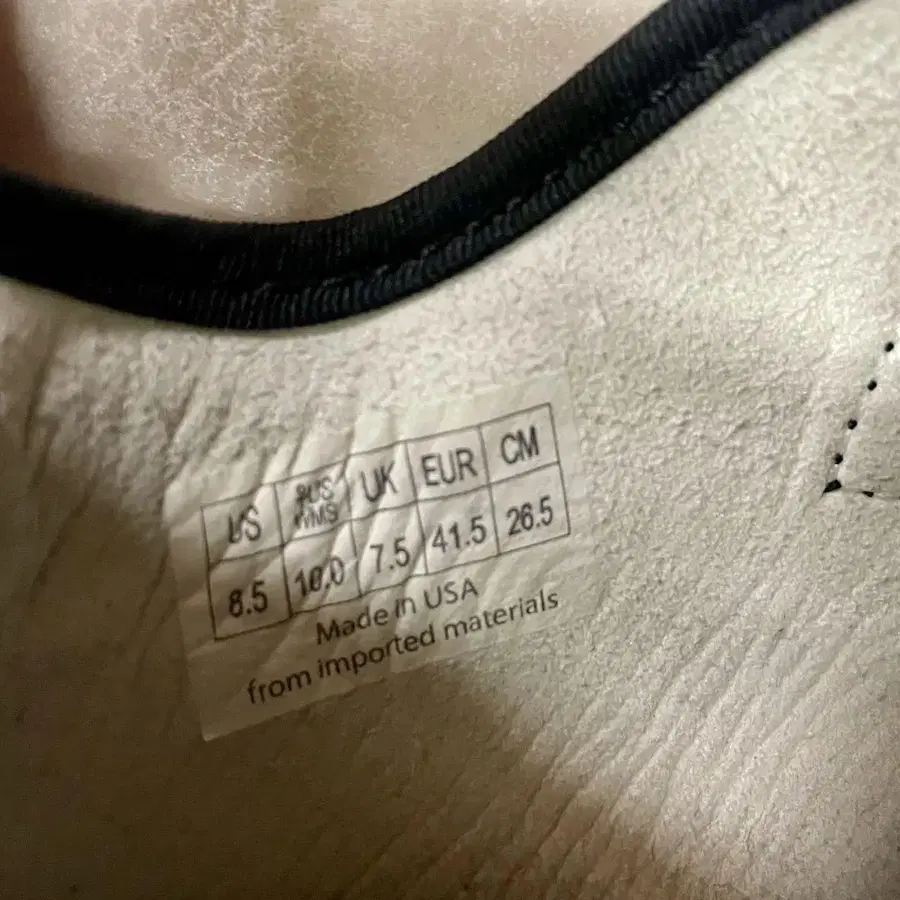 US US WMS UK EUR CM
8.5 10.0 7.5 41.5 26.5
Made in USA
from imported materials